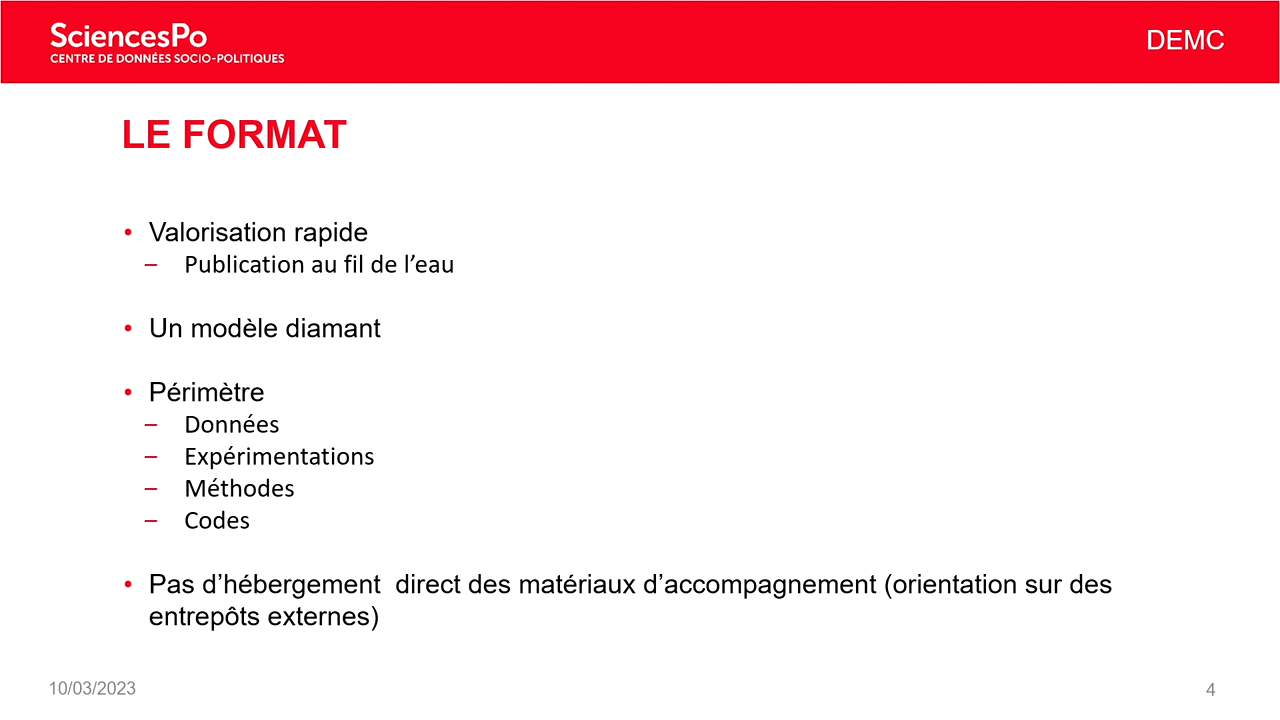 SciencesPo
CENTRE DE DONNÉES SOCIO-POLITIQUES
DEMC
LE FORMAT
• Valorisation rapide
– Publication au fil de l’eau
• Un modèle diamant
• Périmètre
– Données
– Expérimentations
– Méthodes
– Codes
• Pas d’hébergement  direct des matériaux d’accompagnement (orientation sur des
entrepôts externes)
10/03/2023
4